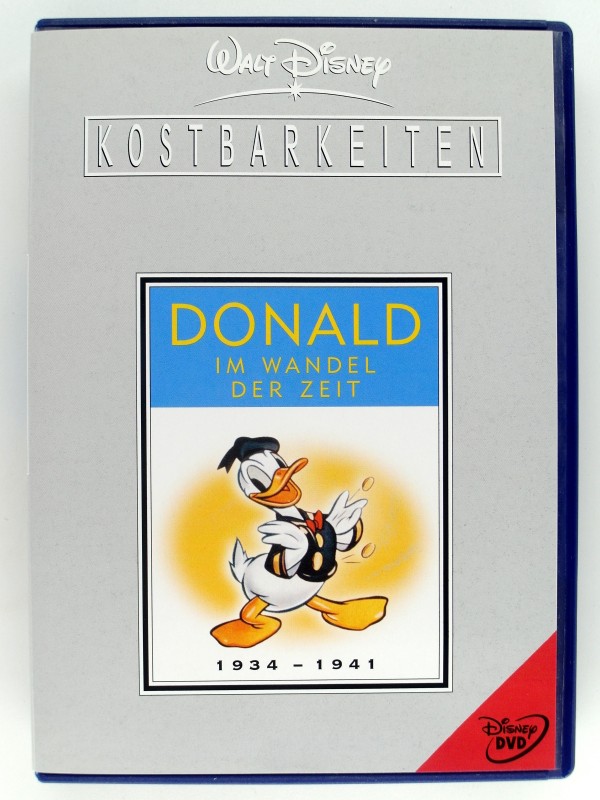 Walt Disney
KOSTBARKEITEN
DONALD
IM WANDEL
DER ZEIT
1934 – 1941
Disney
DVD